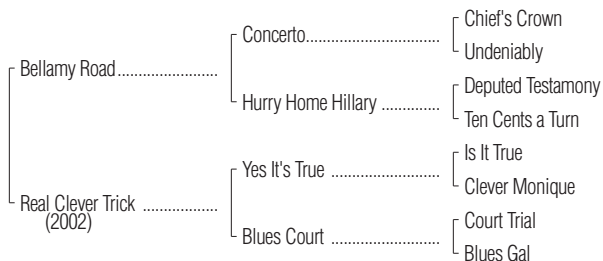 Chief's Crown
Concerto
Undeniably
Bellamy Road
Deputed Testamony
Hurry Home Hillary
Ten Cents a Turn
Is It True
Yes It's True
Clever Monique
Real Clever Trick
(2002)
Court Trial
Blues Court
Blues Gal